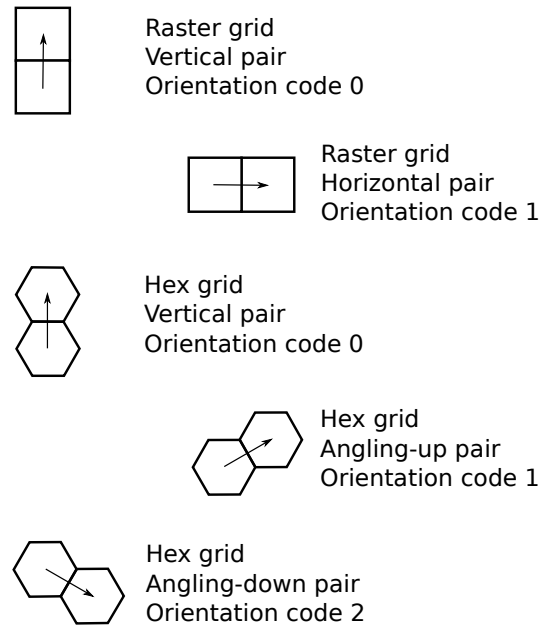 Raster grid
Vertical pair
Orientation code 0
Raster grid
Horizontal pair
Orientation code 1
Hex grid
Vertical pair
Orientation code 0
Hex grid
Angling-up pair
Orientation code 1
Hex grid
Angling-down pair
Orientation code 2